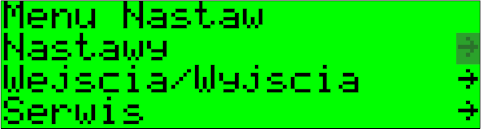 Menu Nastaw
Nastawy →
Wejscia/Wyjscia →
Serwis →